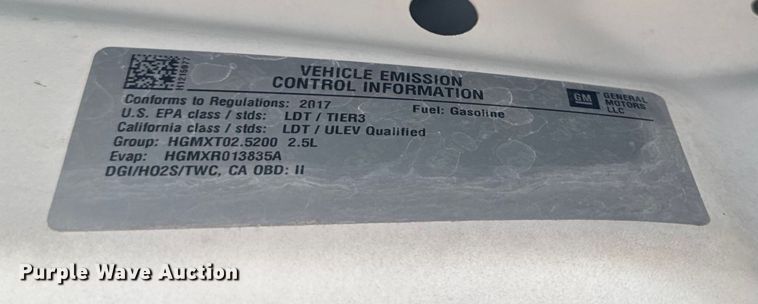 VEHICLE EMISSION
CONTROL INFORMATION
GM GENERAL
MOTORS
LLC
Conforms to Regulations: 2017 Fuel: Gasoline
U.S. EPA class / stds: LDT / TIER3
California class / stds: LDT / ULEV Qualified
Group: HGMXT02.5200 2.5L
Evap: HGMXR013835A
DGI/HO2S/TWC, CA OBD: II
Purple Wave Auction